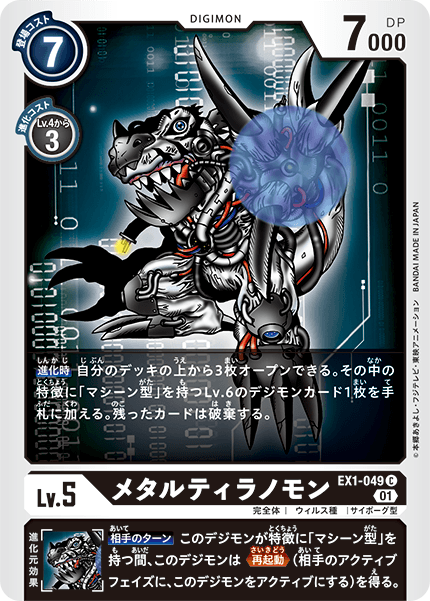 登場コスト
7
DIGIMON
7000
DP
進化コスト
Lv.4から
3
©本郷あきよし・フジテレビ・東映アニメーション BANDAI MADE IN JAPAN
進化時 自分のデッキの上から3枚オープンできる。その中の
特徴に「マシーン型」を持つLv.6のデジモンカード1枚を手
札に加える。残ったカードは破棄する。
Lv.5
メタルティラノモン
EX1-049 C
01
完全体 | ウィルス種 | サイボーグ型
進化元効果
相手のターン このデジモンが特徴に「マシーン型」を
持つ間、このデジモンは 再起動 (相手のアクティブ
フェイズに、このデジモンをアクティブにする)を得る。